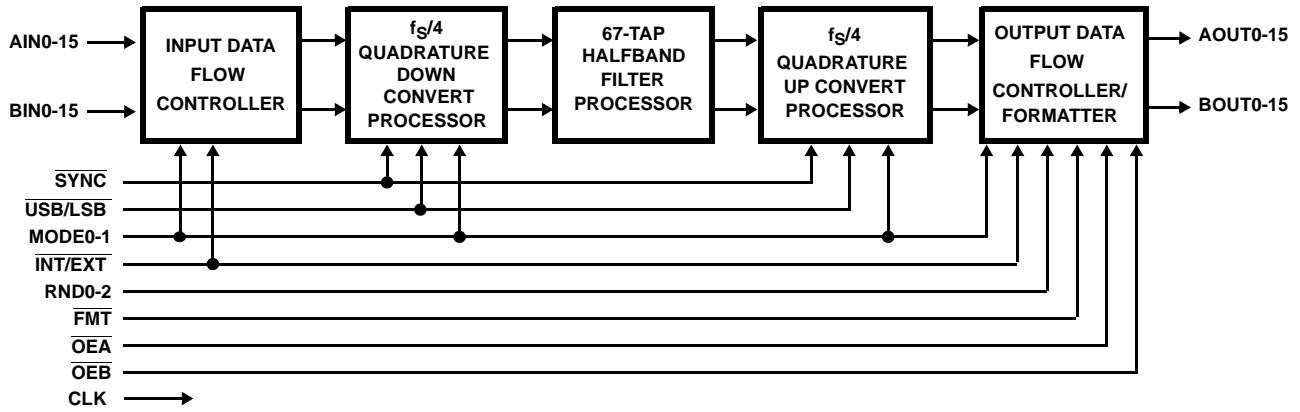 AIN0-15
BIN0-15
INPUT DATA
FLOW
CONTROLLER
fS/4
QUADRATURE
DOWN
CONVERT
PROCESSOR
67-TAP
HALFBAND
FILTER
PROCESSOR
fS/4
QUADRATURE
UP CONVERT
PROCESSOR
OUTPUT DATA
FLOW
CONTROLLER/
FORMATTER
AOUT0-15
BOUT0-15
SYNC
USB/LSB
MODE0-1
INT/EXT
RND0-2
FMT
OEA
OEB
CLK